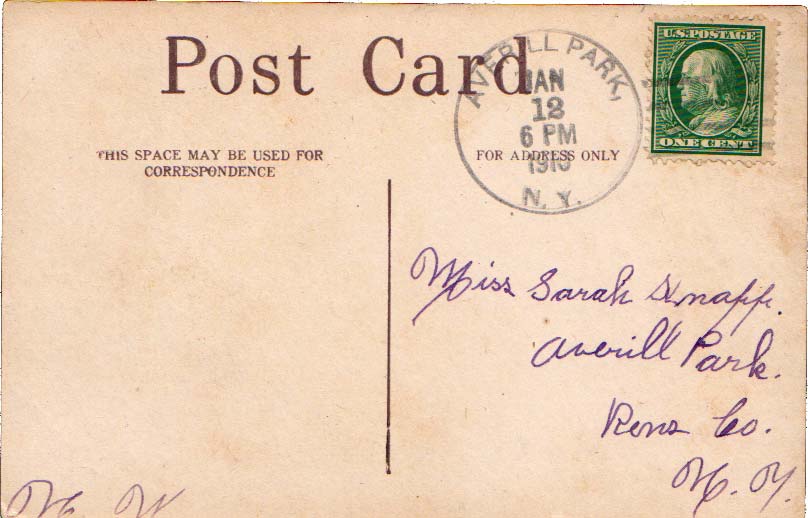 Post Card
AVERILL PARK,
JAN
12
6 PM
1910
N. Y.
U.S. POSTAGE
ONE CENT
THIS SPACE MAY BE USED FOR
CORRESPONDENCE
FOR ADDRESS ONLY
Miss Sarah Knapp.
Averill Park.
Rens Co.
N. Y.